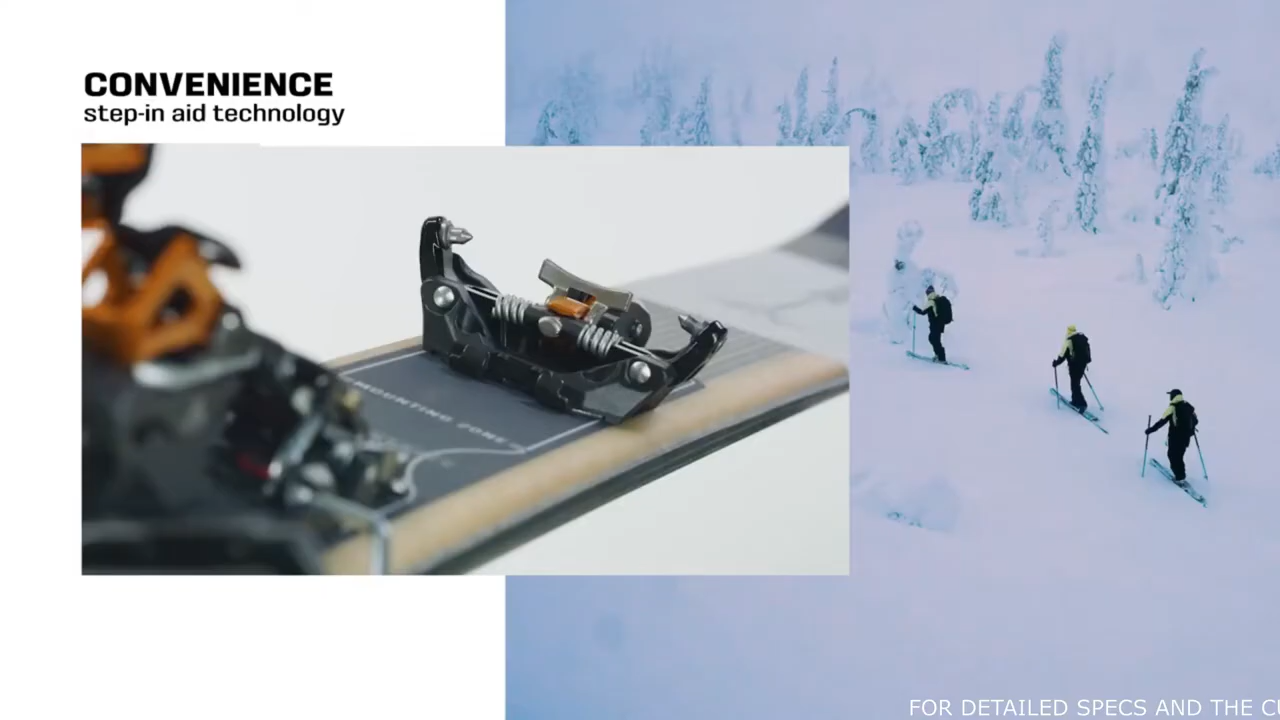 CONVENIENCE
step-in aid technology
MOUNTING ZONE
FOR DETAILED SPECS AND THE